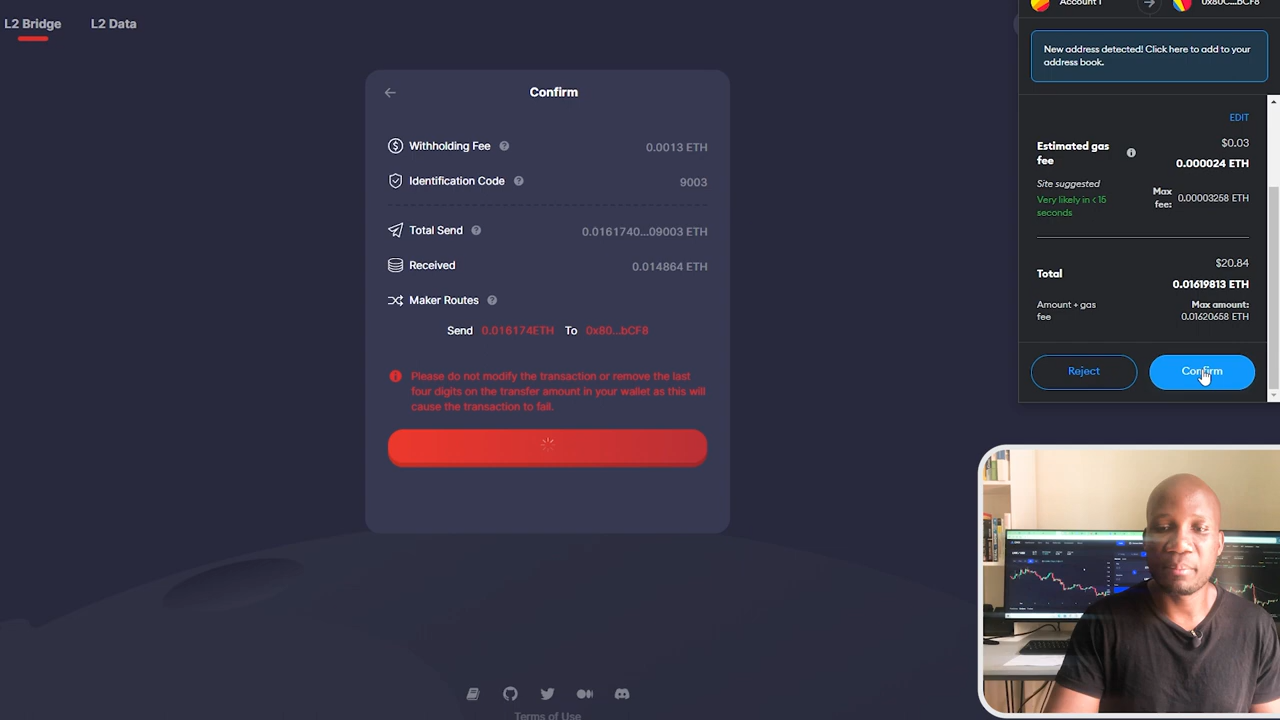 L2 Bridge
L2 Data
Confirm
Withholding Fee
0.0013 ETH
Identification Code
9003
Total Send
0.0161740...09003 ETH
Received
0.014864 ETH
Maker Routes
Send 0.016174ETH To 0x80...bCF8
Please do not modify the transaction or remove the last
four digits on the transfer amount in your wallet as this will
cause the transaction to fail.
Terms of Use
Account 1
0x80C...bCF8
New address detected! Click here to add to your
address book.
EDIT
Estimated gas
fee
$0.03
0.000024 ETH
Site suggested
Very likely in < 15
seconds
Max
fee:
0.00003258 ETH
$20.84
Total
0.01619813 ETH
Amount + gas
fee
Max amount:
0.01620658 ETH
Reject
Confirm